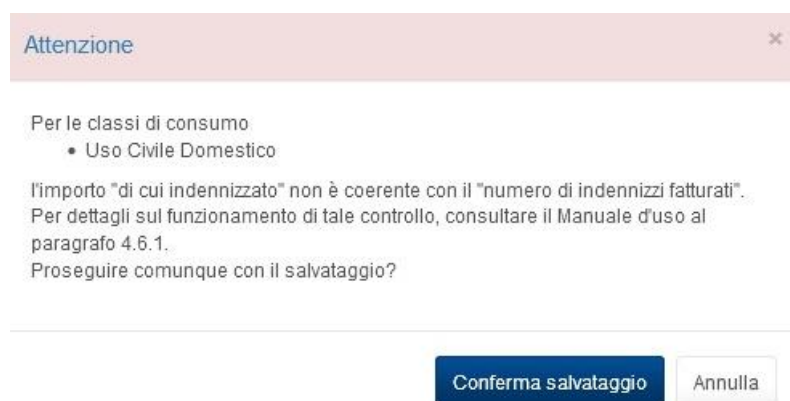 Attenzione
×
Per le classi di consumo
• Uso Civile Domestico
l'importo "di cui indennizzato" non è coerente con il "numero di indennizzi fatturati".
Per dettagli sul funzionamento di tale controllo, consultare il Manuale d'uso al
paragrafo 4.6.1.
Proseguire comunque con il salvataggio?
Conferma salvataggio Annulla